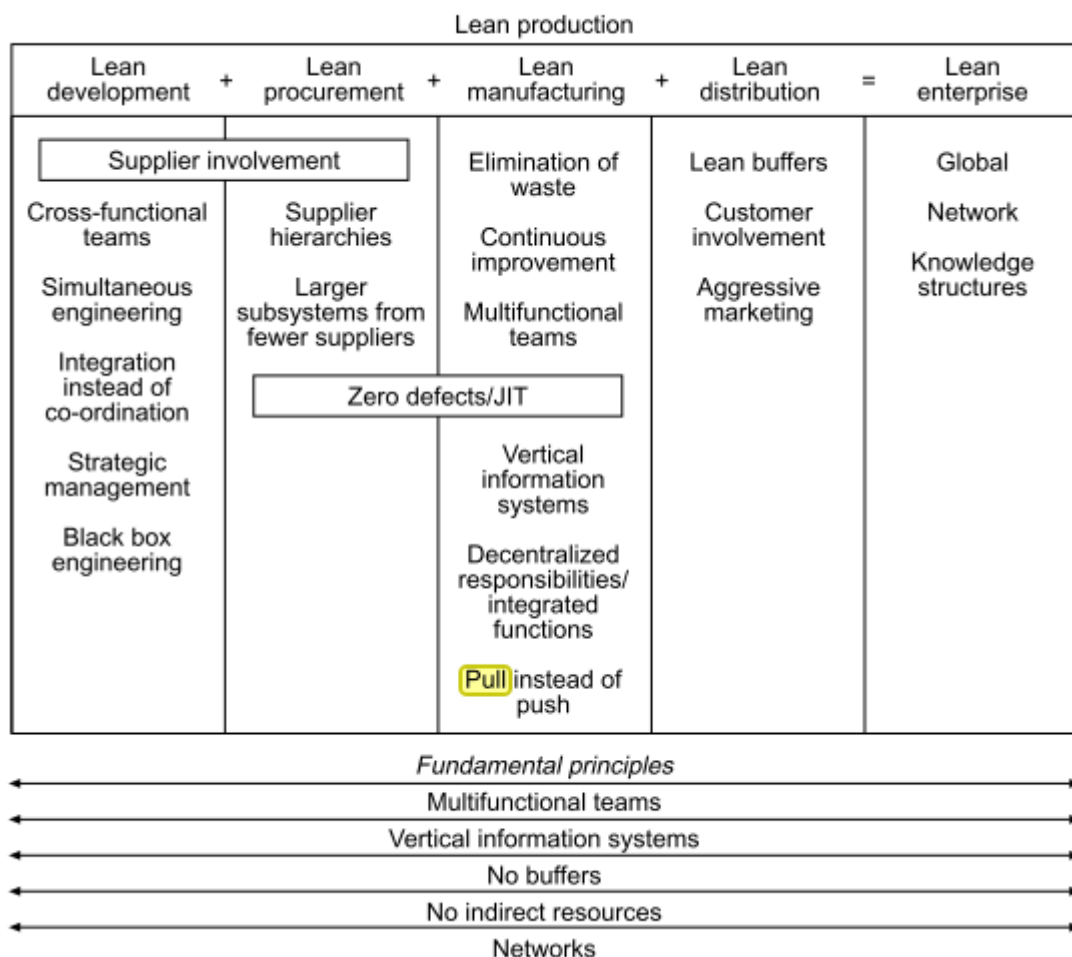 Lean production
Lean
development
+
Lean
procurement
+
Lean
manufacturing
+
Lean
distribution
=
Lean
enterprise
Supplier involvement
Cross-functional
teams
Simultaneous
engineering
Integration
instead of
co-ordination
Strategic
management
Black box
engineering
Supplier
hierarchies
Larger
subsystems from
fewer suppliers
Elimination of
waste
Continuous
improvement
Multifunctional
teams
Zero defects/JIT
Vertical
information
systems
Decentralized
responsibilities/
integrated
functions
Pull instead of
push
Lean buffers
Customer
involvement
Aggressive
marketing
Global
Network
Knowledge
structures
Fundamental principles
Multifunctional teams
Vertical information systems
No buffers
No indirect resources
Networks